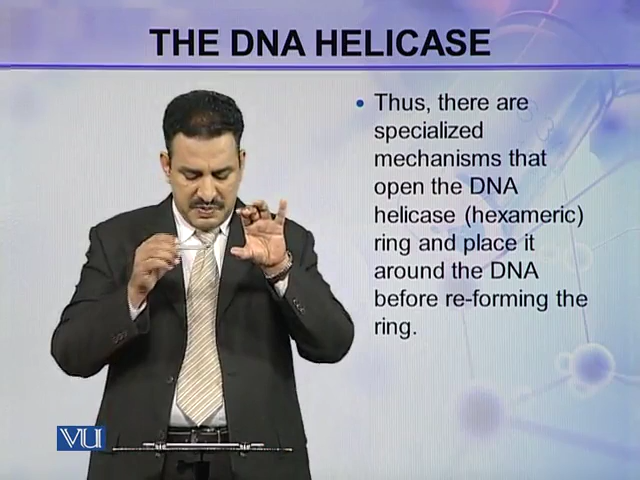 THE DNA HELICASE
• Thus, there are
specialized
mechanisms that
open the DNA
helicase (hexameric)
ring and place it
around the DNA
before re-forming the
ring.
VU